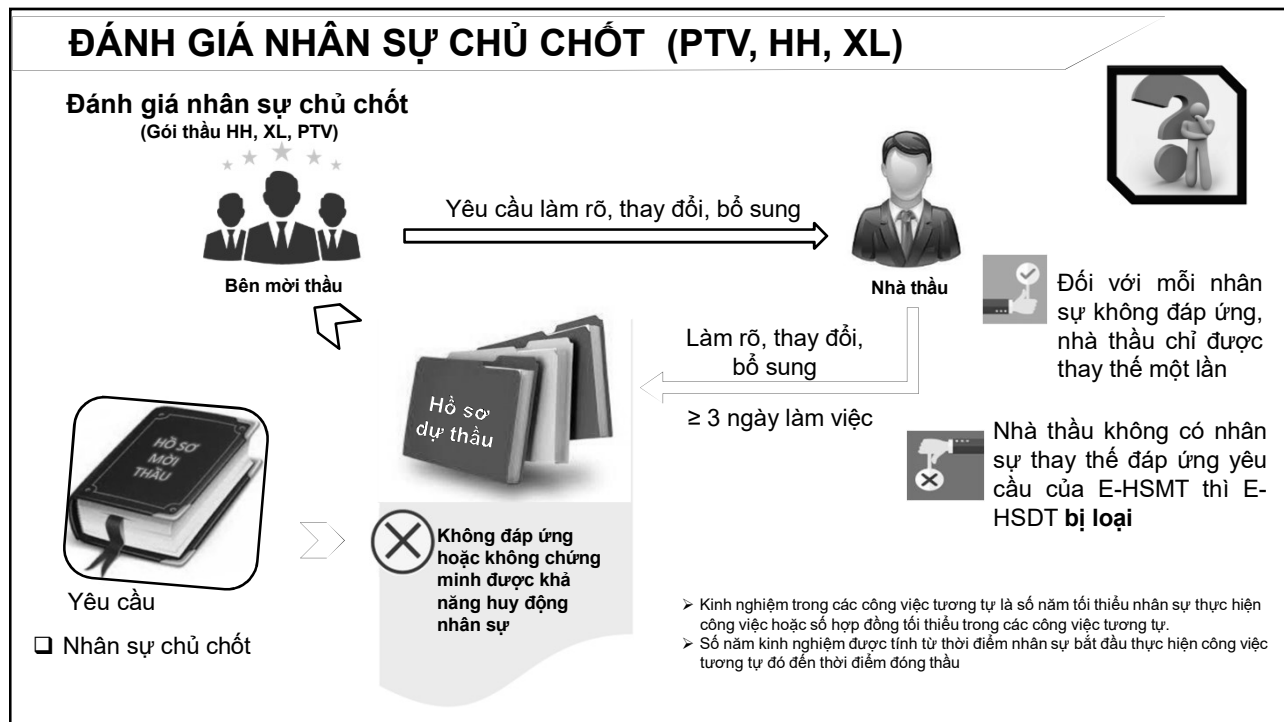 ĐÁNH GIÁ NHÂN SỰ CHỦ CHỐT (PTV, HH, XL)
Đánh giá nhân sự chủ chốt
(Gói thầu HH, XL, PTV)
Yêu cầu làm rõ, thay đổi, bổ sung
Bên mời thầu
Nhà thầu
Đối với mỗi nhân
sự không đáp ứng,
nhà thầu chỉ được
thay thế một lần
Làm rõ, thay đổi,
bổ sung
≥ 3 ngày làm việc
Hồ sơ
dự thầu
HỒ SƠ
MỜI
THẦU
Nhà thầu không có nhân
sự thay thế đáp ứng yêu
cầu của E-HSMT thì E-
HSDT bị loại
Không đáp ứng
hoặc không chứng
minh được khả
năng huy động
nhân sự
Yêu cầu
❑ Nhân sự chủ chốt
➢ Kinh nghiệm trong các công việc tương tự là số năm tối thiểu nhân sự thực hiện
công việc hoặc số hợp đồng tối thiểu trong các công việc tương tự.
➢ Số năm kinh nghiệm được tính từ thời điểm nhân sự bắt đầu thực hiện công việc
tương tự đó đến thời điểm đóng thầu